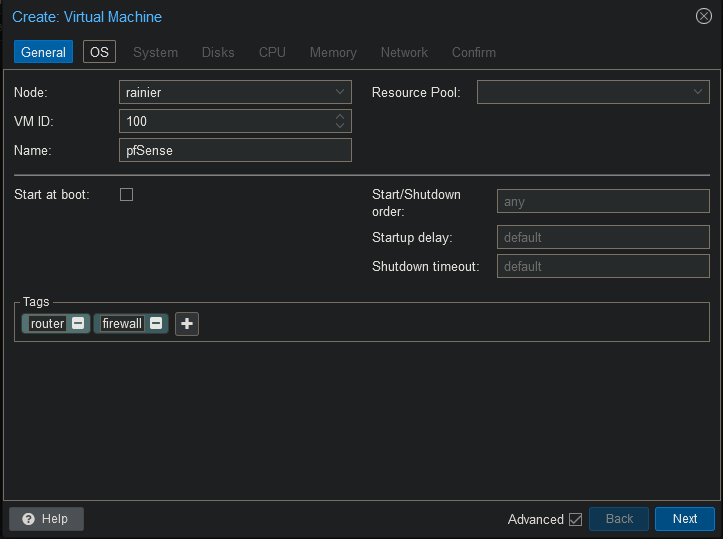 Create: Virtual Machine
General OS System Disks CPU Memory Network Confirm
Node: rainier Resource Pool:
VM ID: 100
Name: pfSense
Start at boot: Start/Shutdown order: any
Startup delay: default
Shutdown timeout: default
Tags
router firewall
Help Advanced Back Next